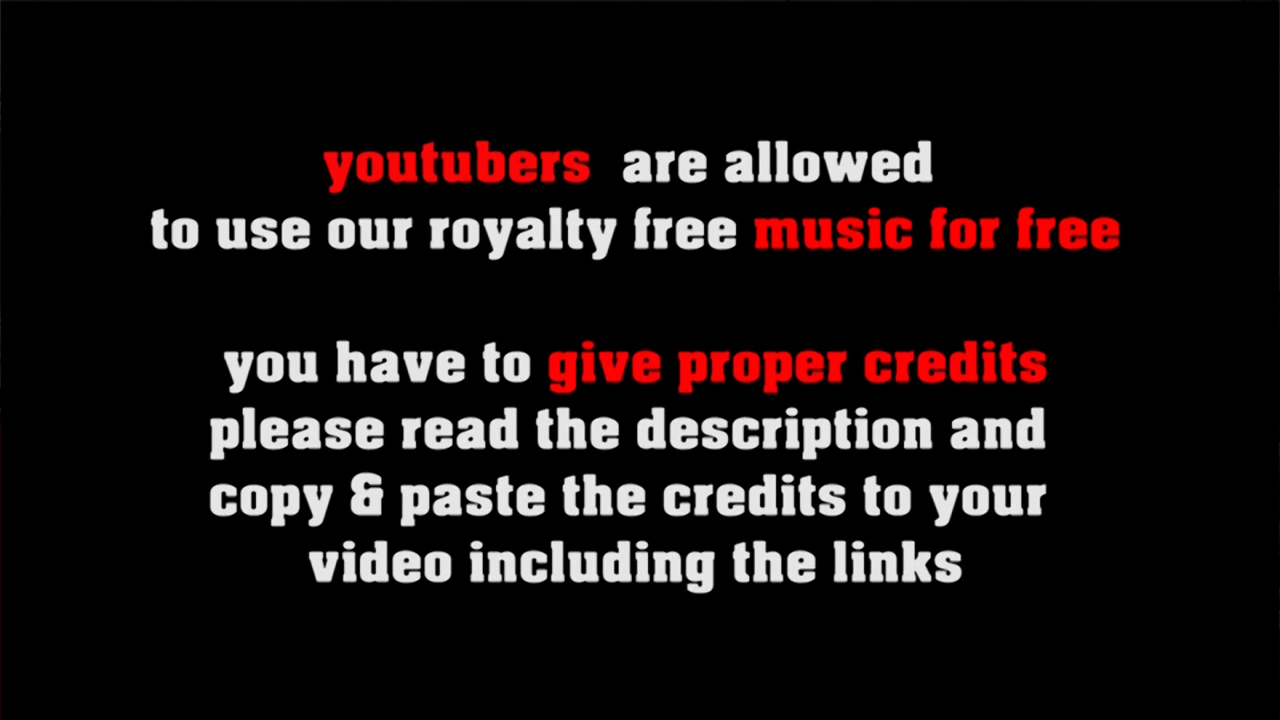 youtubers are allowed
to use our royalty free music for free
you have to give proper credits
please read the description and
copy & paste the credits to your
video including the links